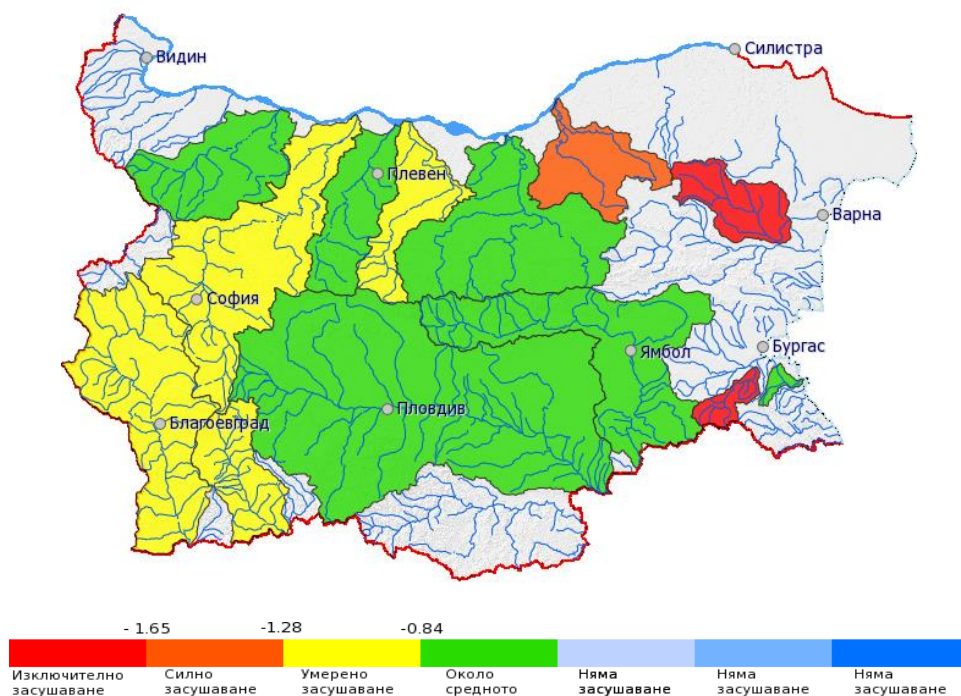 Видин
Силистра
Плевен
Варна
София
Бургас
Ямбол
Пловдив
Благоевград
- 1.65 -1.28 -0.84
Изключително Силно Умерено Около Няма Няма Няма
засушаване засушаване засушаване средното засушаване засушаване засушаване